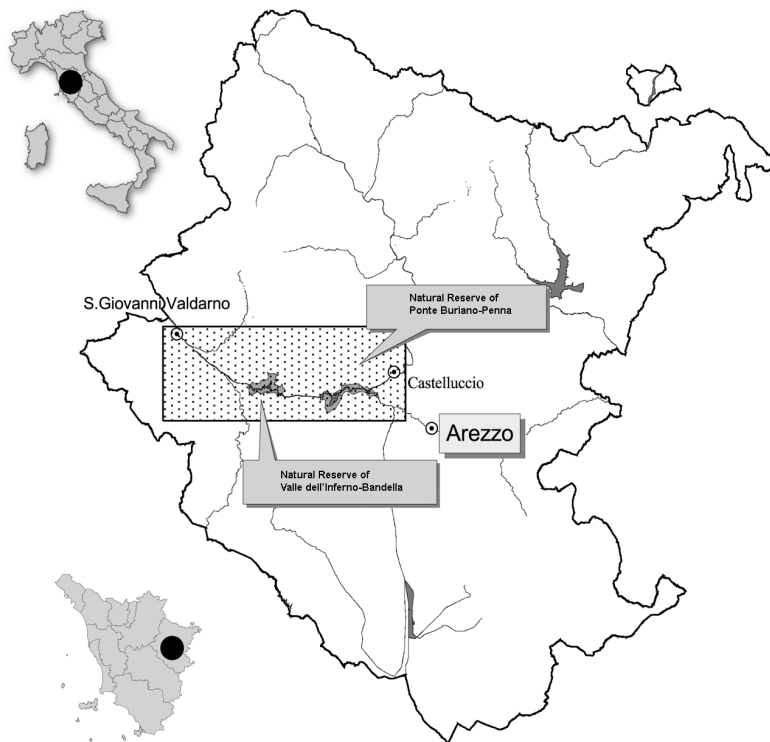 S.Giovanni Valdarno
Natural Reserve of
Ponte Buriano-Penna
Castelluccio
Arezzo
Natural Reserve of
Valle dell'Inferno-Bandella